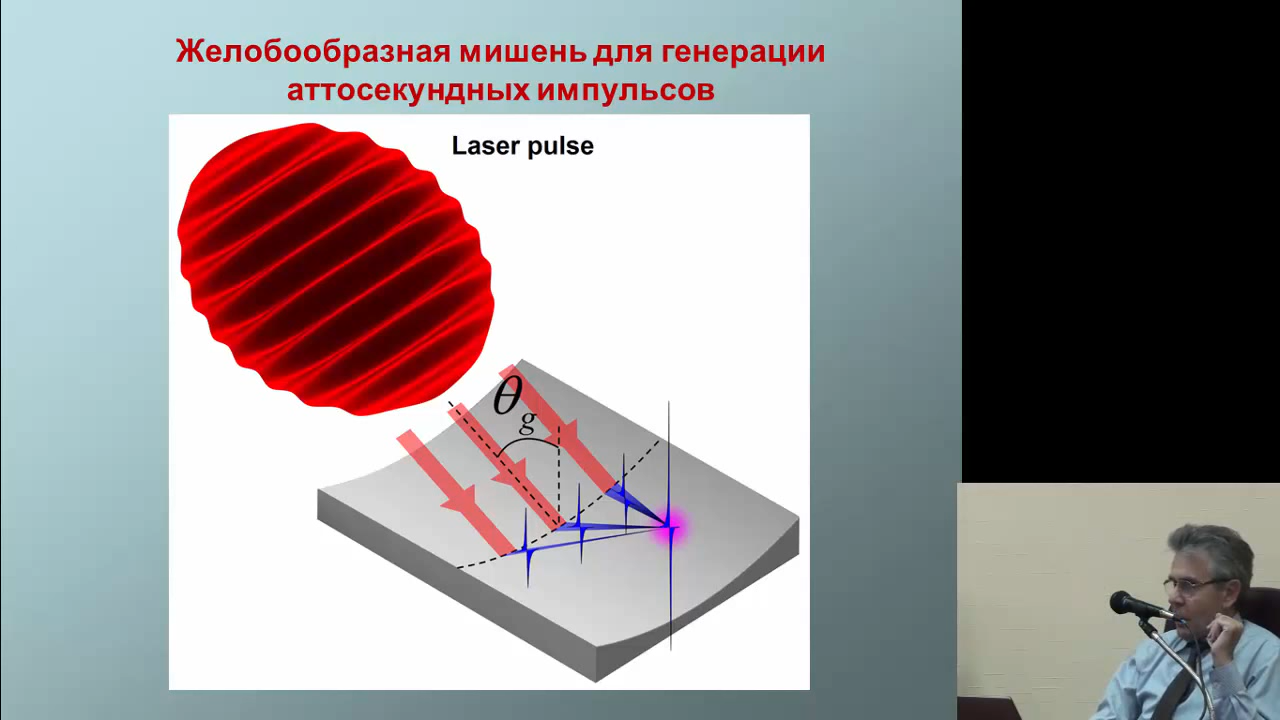 Желобообразная мишень для генерации
аттосекундных импульсов
Laser pulse
θg